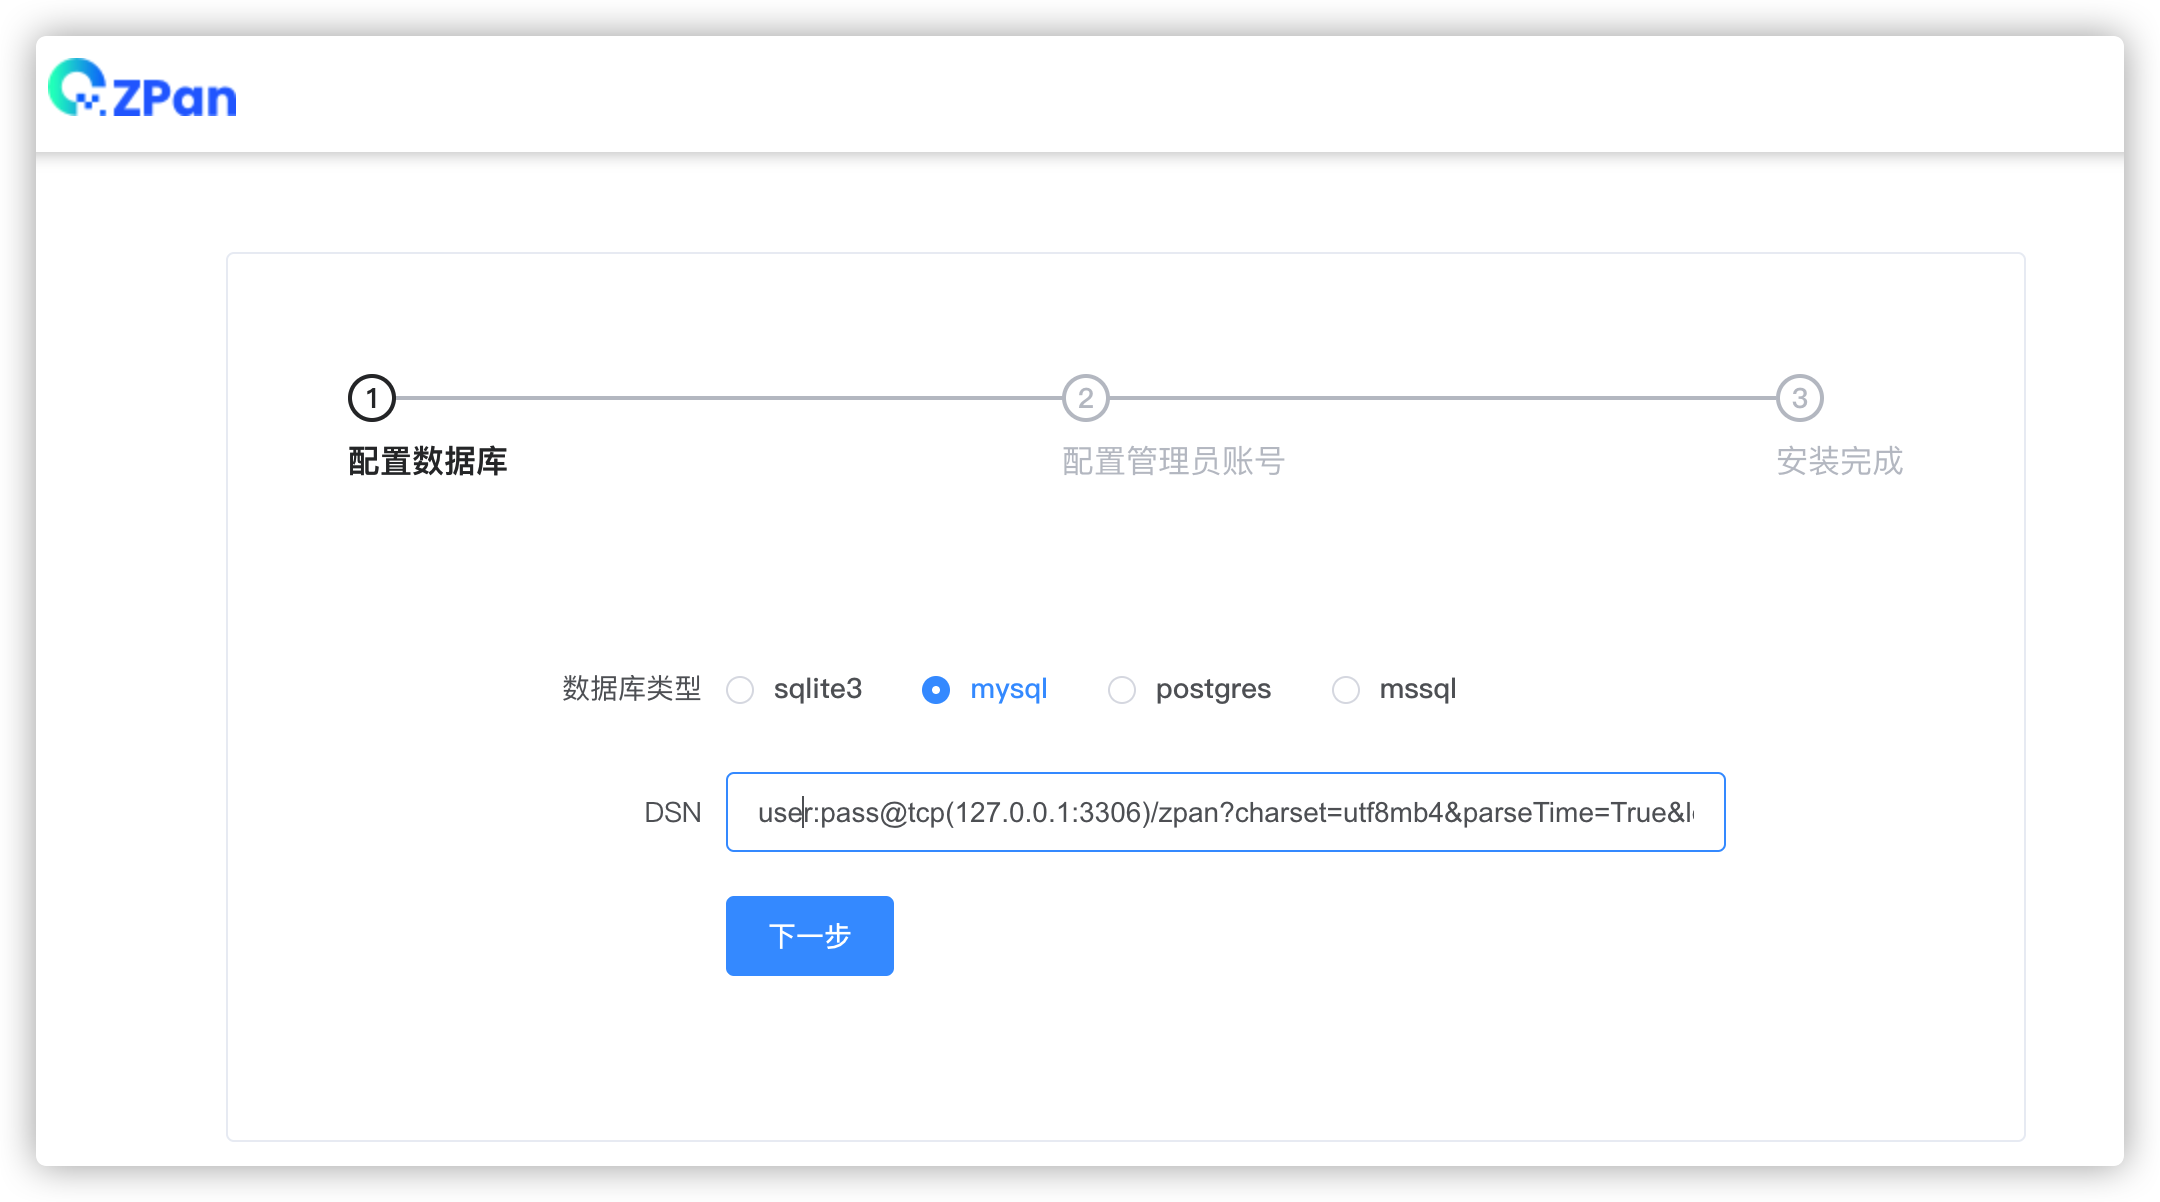 ZPan
1 2 3
配置数据库 配置管理员账号 安装完成
数据库类型 sqlite3 mysql postgres mssql
DSN user:pass@tcp(127.0.0.1:3306)/zpan?charset=utf8mb4&parseTime=True&l
下一步